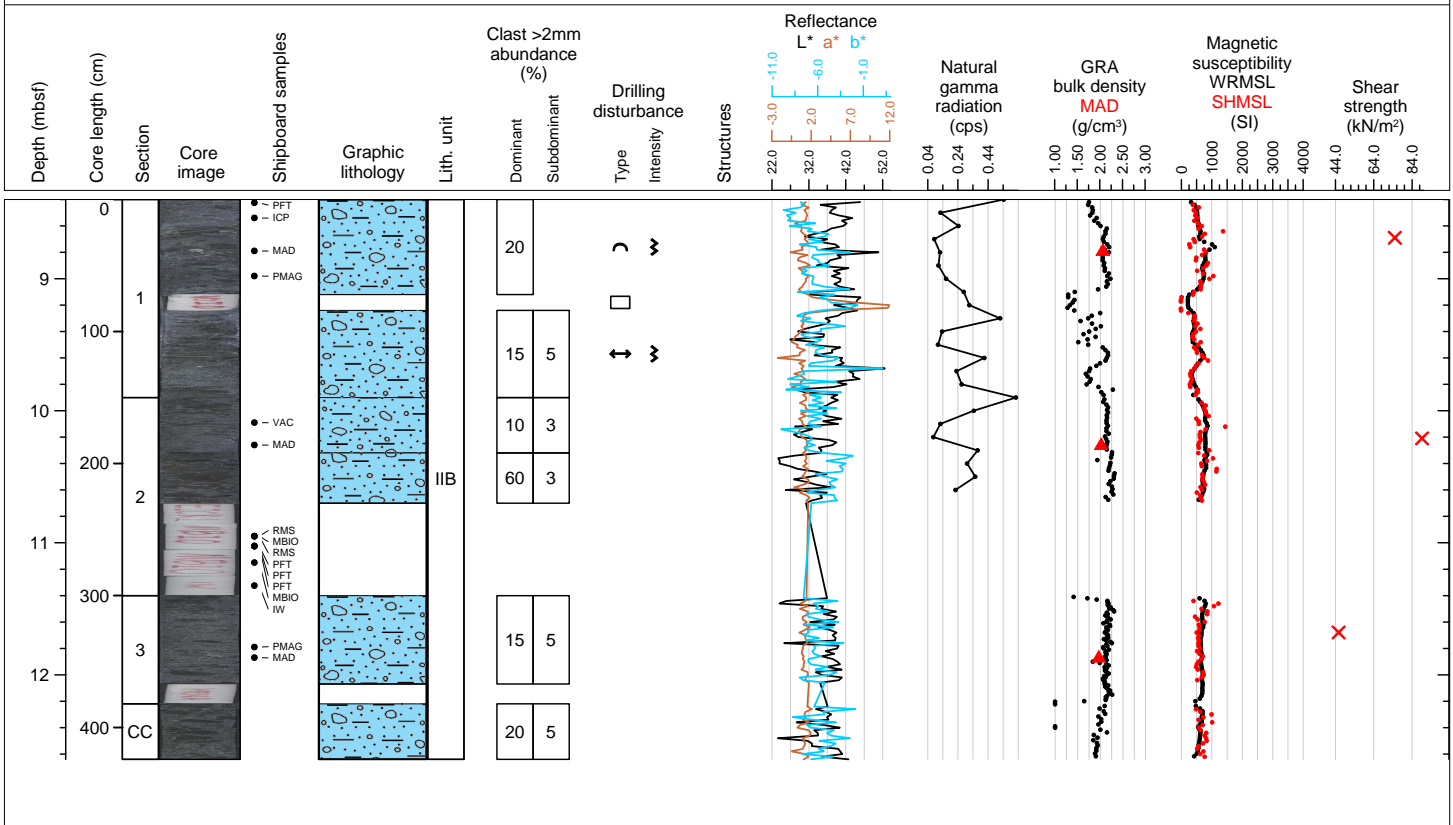 Depth (mbsf)
Core length (cm)
Section
Core
image
Shipboard samples
Graphic
lithology
Lith. unit
Clast >2mm
abundance
(%)
Dominant
Subdominant
Drilling
disturbance
Type
Intensity
Structures
Reflectance
L* a* b*
-11.0 -6.0 -1.0
-3.0 2.0 7.0 12.0
22.0 32.0 42.0 52.0
Natural
gamma
radiation
(cps)
0.04 0.24 0.44
GRA
bulk density
MAD
(g/cm³)
1.00 1.50 2.00 2.50 3.00
Magnetic
susceptibility
WRMSL
SHMSL
(SI)
0 1000 2000 3000 4000
Shear
strength
(kN/m²)
44.0 64.0 84.0
0
PFT
ICP
MAD
20
9
PMAG
1
100
15 5
10
VAC
10 3
MAD
200
2
60 3
IIB
11
RMS
MBIO
RMS
PFT
PFT
PFT
MBIO
IW
300
3
PMAG
MAD
15 5
12
400
CC
20 5